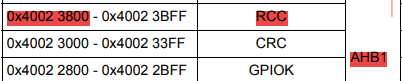 0x4002 3800 - 0x4002 3BFF RCC
0x4002 3000 - 0x4002 33FF CRC
AHB1
0x4002 2800 - 0x4002 2BFF GPIOK